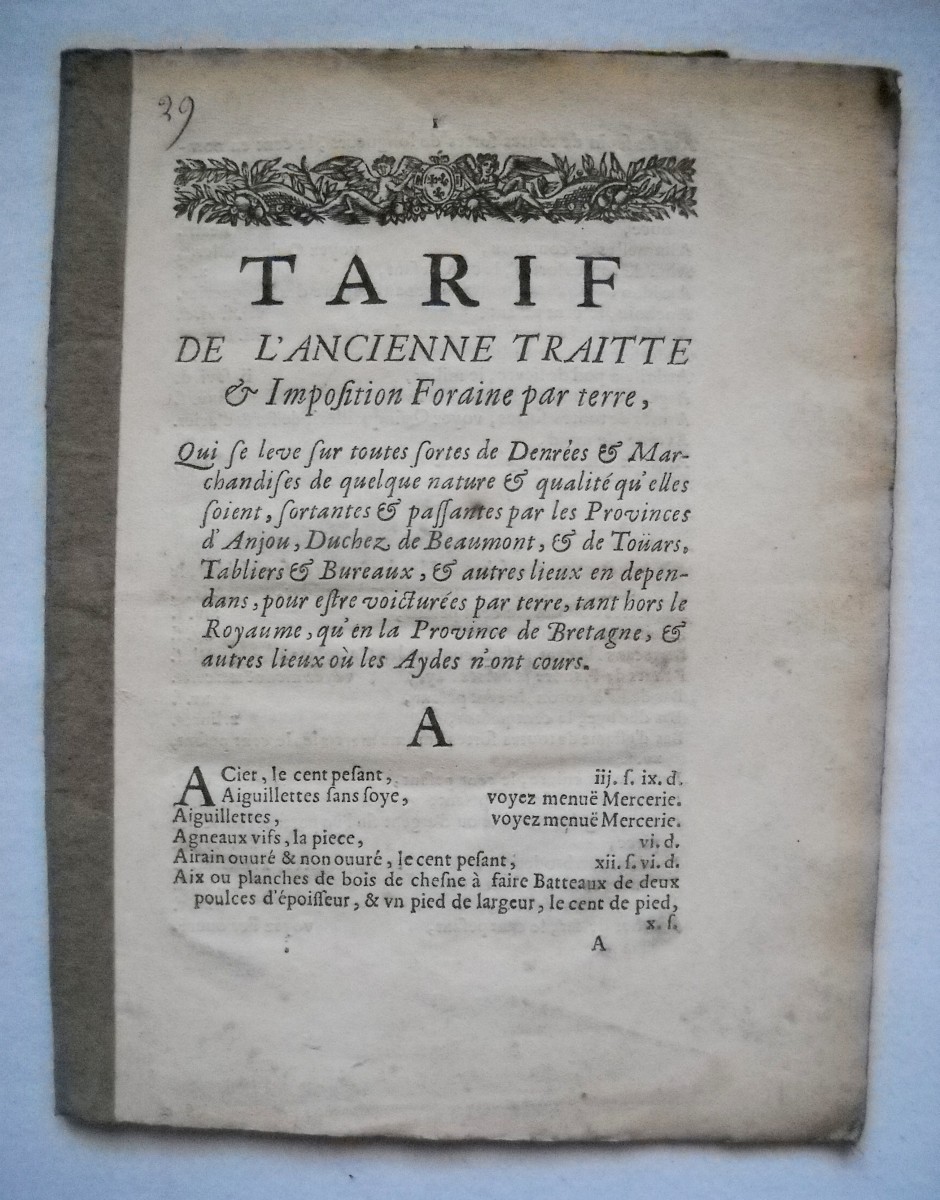 39
1
TARIF
DE L'ANCIENNE TRAITTE
& Impoſition Foraine par terre,
Qui ſe leve ſur toutes ſortes de Denrées & Mar-
chandiſes de quelque nature & qualité qu'elles
ſoient, ſortantes & paſſantes par les Provinces
d'Anjou, Duchez de Beaumont, & de Toüars,
Tabliers & Bureaux, & autres lieux en depen-
dans, pour eſtre voicturées par terre, tant hors le
Royaume, qu'en la Province de Bretagne, &
autres lieux où les Aydes n'ont cours.
A
ACier, le cent peſant, iij. ſ. ix. d.
Aiguillettes ſans ſoye, voyez menuë Mercerie.
Aiguillettes, voyez menuë Mercerie.
Agneaux vifs, la piece, vi. d.
Airain ouuré & non ouuré, le cent peſant, xii. ſ. vi. d.
Aix ou planches de bois de cheſne à faire Batteaux de deux
poulces d'époiſſeur, & vn pied de largeur, le cent de pied,
x. ſ.
A